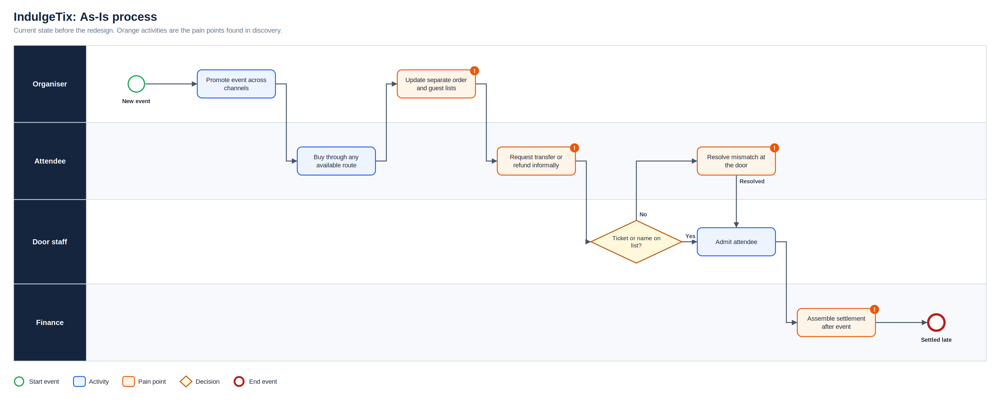 IndulgeTix: As-Is process
Current state before the redesign. Orange activities are the pain points found in discovery.
Organiser
New event
Promote event across
channels
Update separate order
and guest lists
!
Attendee
Buy through any
available route
Request transfer or
refund informally
!
Resolve mismatch at
the door
!
Resolved
Door staff
No
Ticket or name on
list?
Yes
Admit attendee
Finance
Assemble settlement
after event
!
Settled late
Start event
Activity
Pain point
Decision
End event